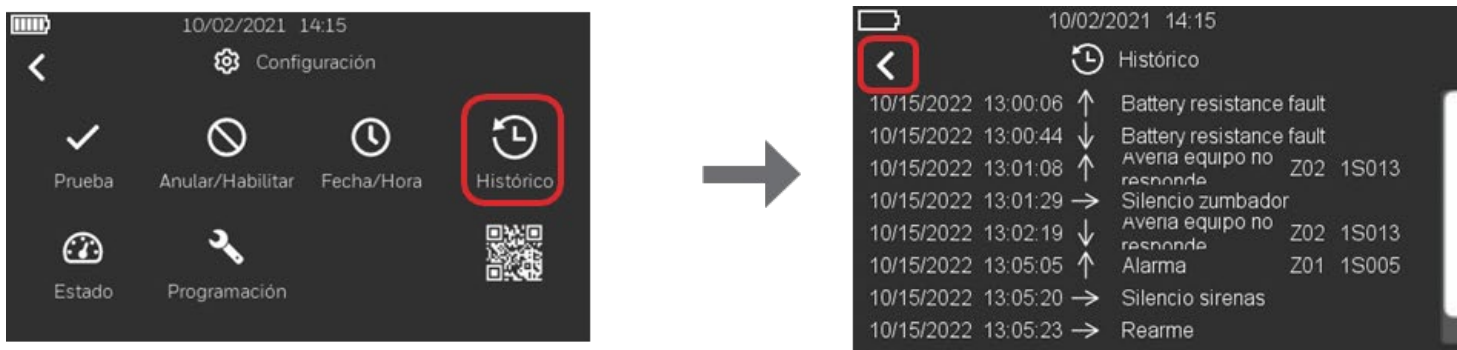 10/02/2021 14:15
Configuración
Prueba Anular/Habilitar Fecha/Hora Histórico
Estado Programación
10/02/2021 14:15
Histórico
10/15/2022 13:00:06 ↑ Battery resistance fault
10/15/2022 13:00:44 ↓ Battery resistance fault
10/15/2022 13:01:08 ↑ Avería equipo no responde Z02 1S013
10/15/2022 13:01:29 → Silencio zumbador
10/15/2022 13:02:19 ↓ Avería equipo no responde Z02 1S013
10/15/2022 13:05:05 ↑ Alarma Z01 1S005
10/15/2022 13:05:20 → Silencio sirenas
10/15/2022 13:05:23 → Rearme